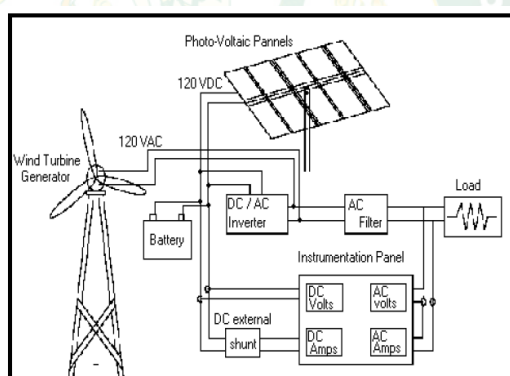 Photo-Voltaic Pannels
120 VDC
120 VAC
Wind Turbine
Generator
Battery
DC / AC
Inverter
AC
Filter
Load
Instrumentation Panel
DC
Volts
AC
volts
DC external
shunt
DC
Amps
AC
Amps